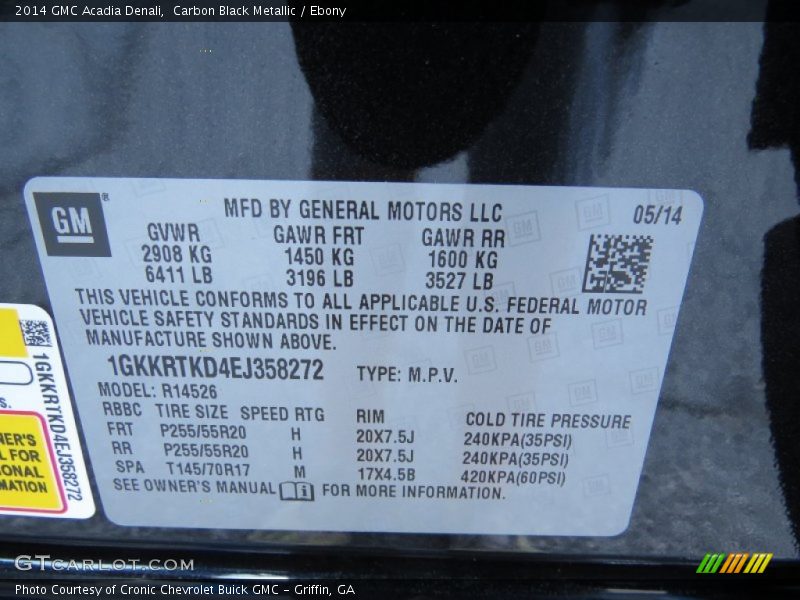 2014 GMC Acadia Denali,  Carbon Black Metallic / Ebony
GM®
MFD BY GENERAL MOTORS LLC
05/14
GVWR GAWR FRT GAWR RR
2908 KG 1450 KG 1600 KG
6411 LB 3196 LB 3527 LB
THIS VEHICLE CONFORMS TO ALL APPLICABLE U.S. FEDERAL MOTOR
VEHICLE SAFETY STANDARDS IN EFFECT ON THE DATE OF
MANUFACTURE SHOWN ABOVE.
1GKKRTKD4EJ358272 TYPE: M.P.V.
MODEL: R14526
RBBC TIRE SIZE SPEED RTG RIM COLD TIRE PRESSURE
FRT P255/55R20 H 20X7.5J 240KPA(35PSI)
RR P255/55R20 H 20X7.5J 240KPA(35PSI)
SPA T145/70R17 M 17X4.5B 420KPA(60PSI)
SEE OWNER'S MANUAL FOR MORE INFORMATION.
1GKKRTKD4EJ358272
S.
NER'S
L FOR
IONAL
MATION
GTCARLOT.COM
Photo Courtesy of Cronic Chevrolet Buick GMC – Griffin, GA